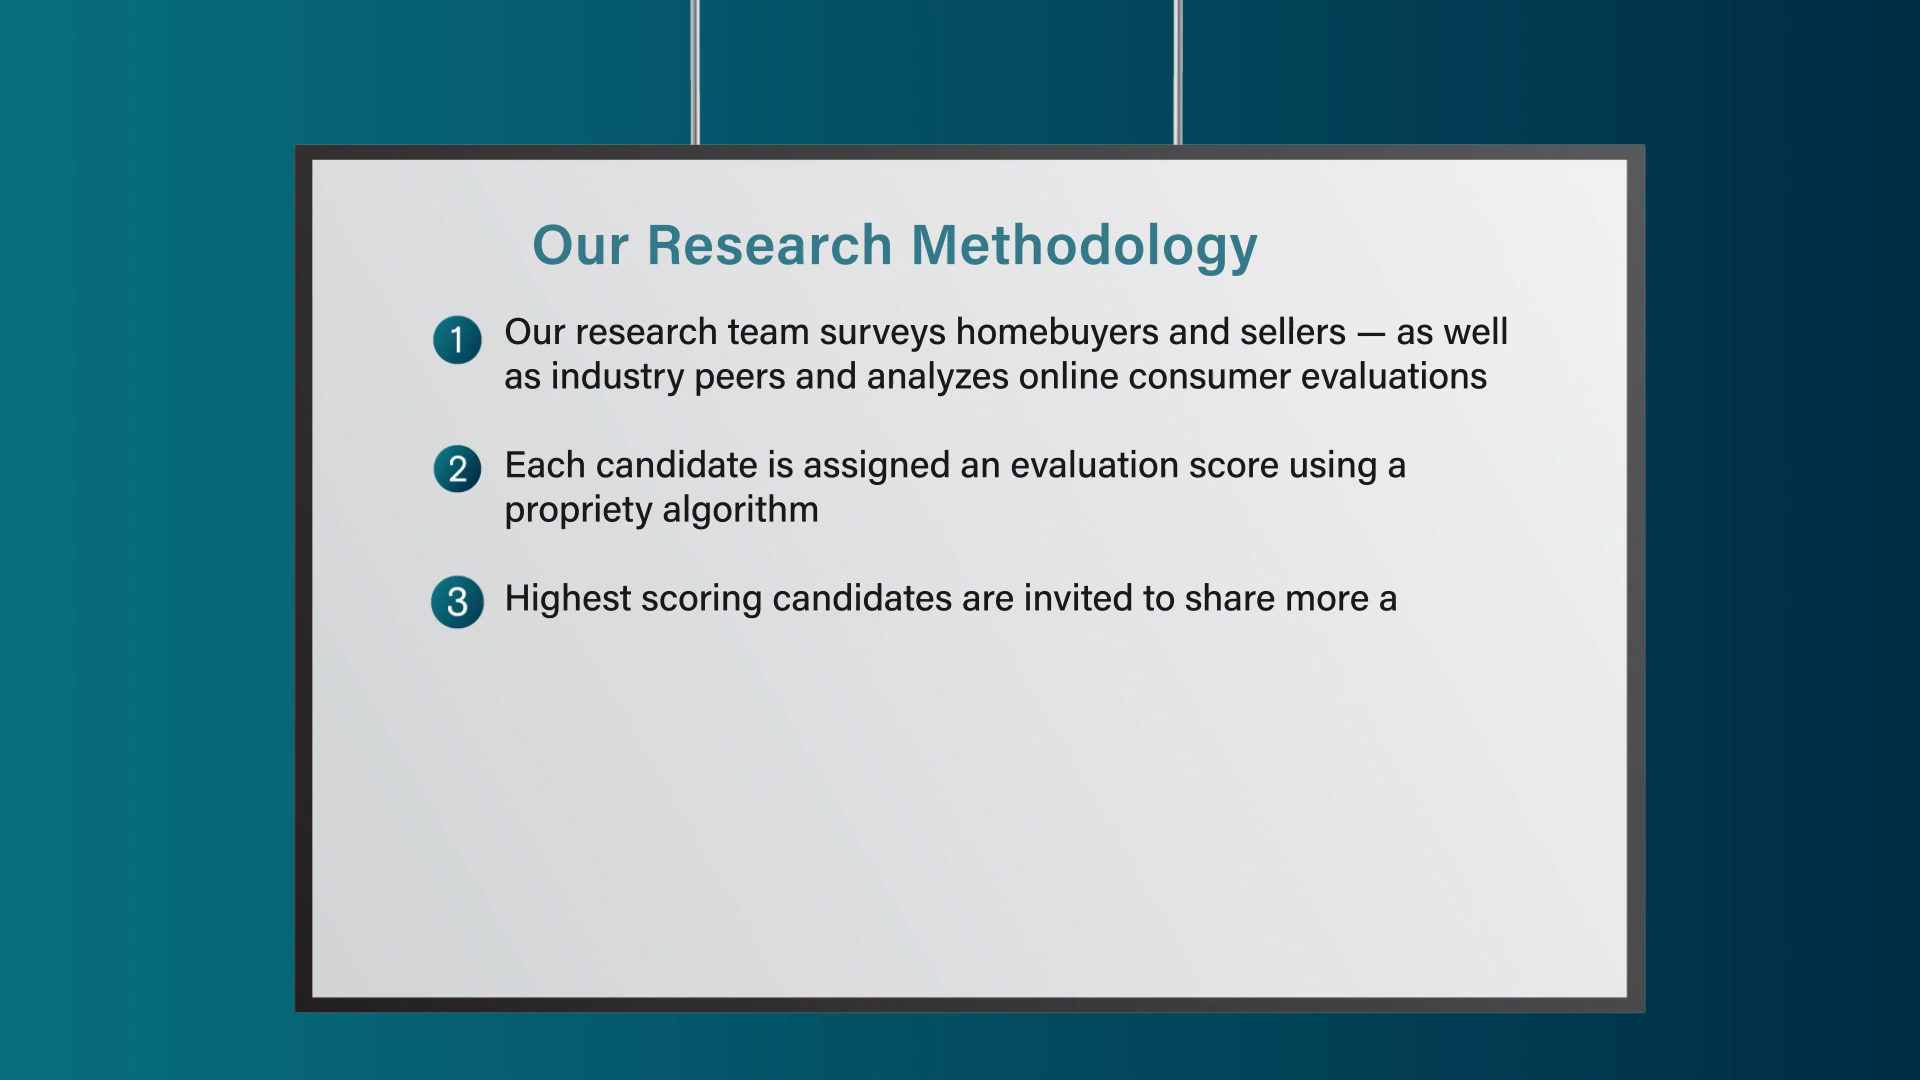 Our Research Methodology
1 Our research team surveys homebuyers and sellers — as well
as industry peers and analyzes online consumer evaluations
2 Each candidate is assigned an evaluation score using a
propriety algorithm
3 Highest scoring candidates are invited to share more a